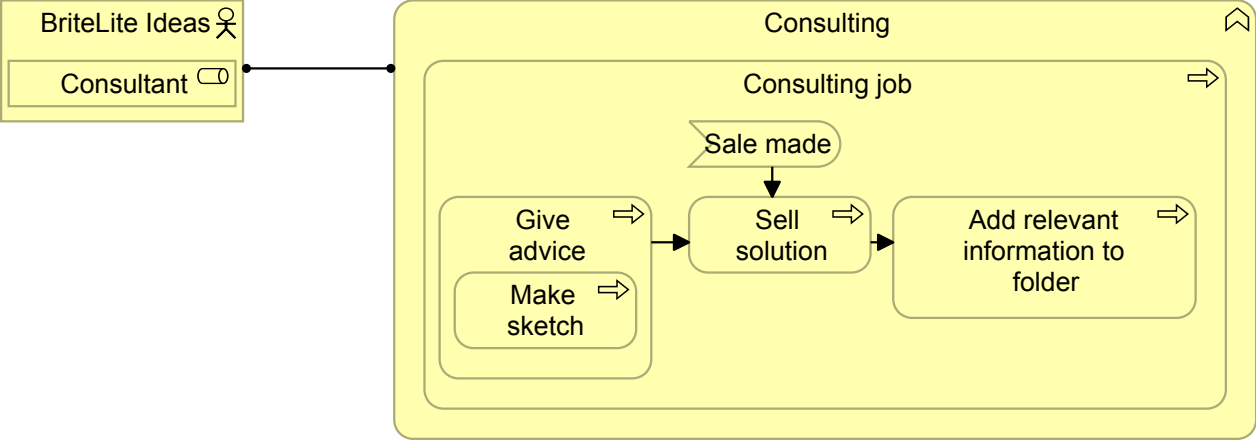 BriteLite Ideas
Consultant
Consulting
Consulting job
Sale made
Give
advice
Make
sketch
Sell
solution
Add relevant
information to
folder